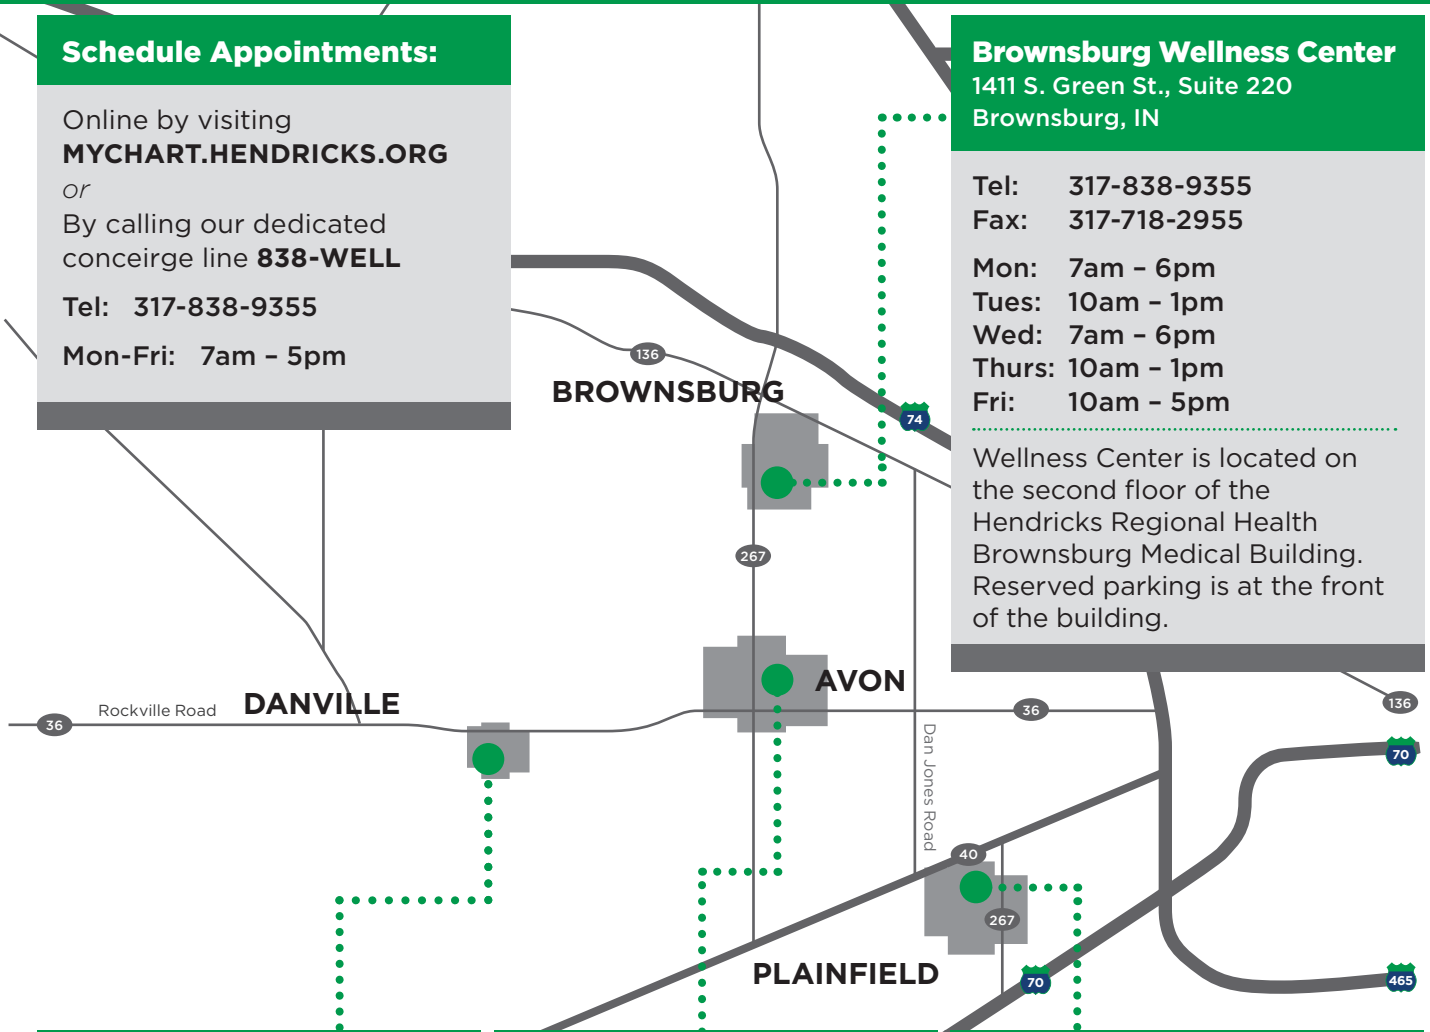 Schedule Appointments:
Online by visiting
MYCHART.HENDRICKS.ORG
or
By calling our dedicated
conceirge line 838-WELL
Tel: 317-838-9355
Mon-Fri: 7am – 5pm
Brownsburg Wellness Center
1411 S. Green St., Suite 220
Brownsburg, IN
Tel: 317-838-9355
Fax: 317-718-2955
Mon: 7am – 6pm
Tues: 10am – 1pm
Wed: 7am – 6pm
Thurs: 10am – 1pm
Fri: 10am – 5pm
Wellness Center is located on
the second floor of the
Hendricks Regional Health
Brownsburg Medical Building.
Reserved parking is at the front
of the building.
136
BROWNSBURG
74
267
AVON
DANVILLE
Rockville Road
36
36
136
Dan Jones Road
70
40
267
PLAINFIELD
70
465